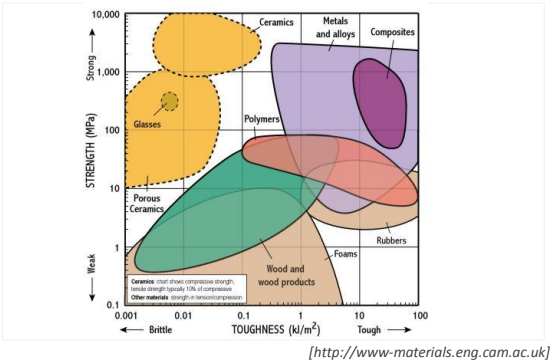 10,000
1,000
100
10
1
0.1
Strong
STRENGTH (MPa)
Weak
Ceramics
Metals
and alloys
Composites
Glasses
Polymers
Porous
Ceramics
Rubbers
Foams
Wood and
wood products
Ceramics: chart shows compressive strength;
tensile strength typically 10% of compressive
Other materials: strength in tension/compression
0.001
0.01
0.1
1
10
100
Brittle
TOUGHNESS (kJ/m²)
Tough
[http://www-materials.eng.cam.ac.uk]